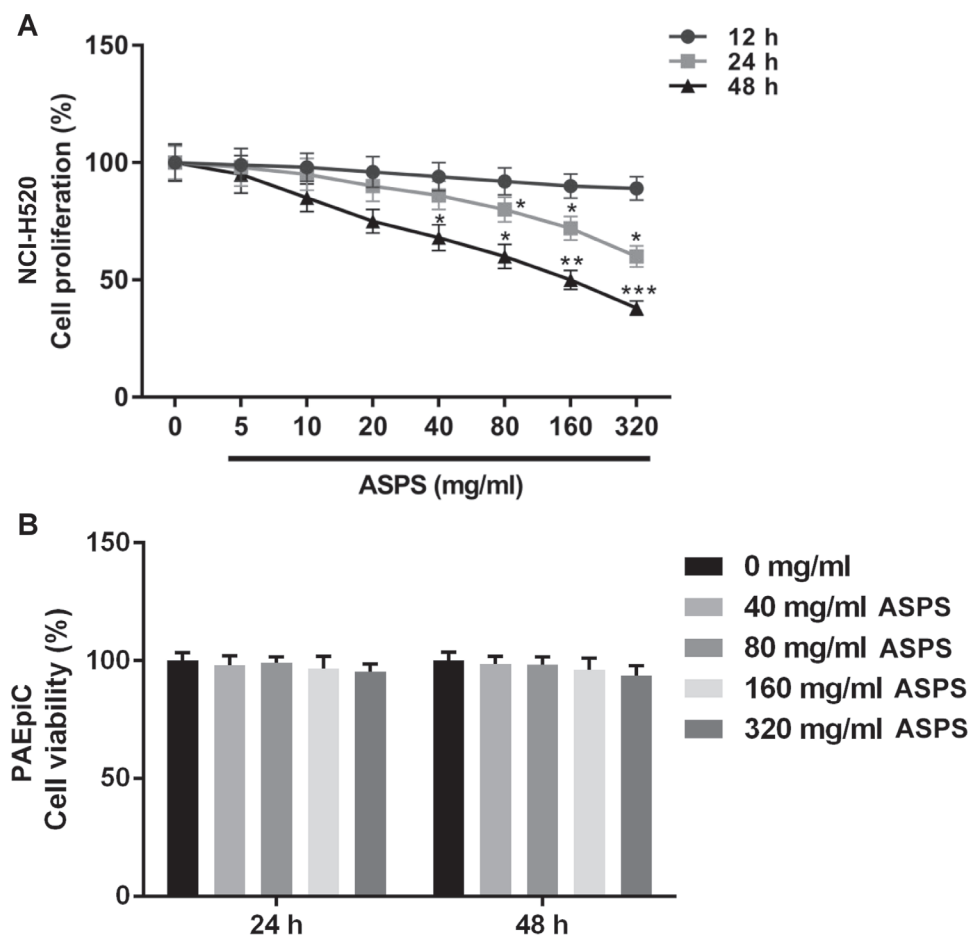 A
150
100
50
0
NCI-H520
Cell proliferation (%)
12 h
24 h
48 h
*
*
*
*
*
**
*
***
0 5 10 20 40 80 160 320
ASPS (mg/ml)
B
150
100
50
0
PAEpiC
Cell viability (%)
0 mg/ml
40 mg/ml ASPS
80 mg/ml ASPS
160 mg/ml ASPS
320 mg/ml ASPS
24 h 48 h